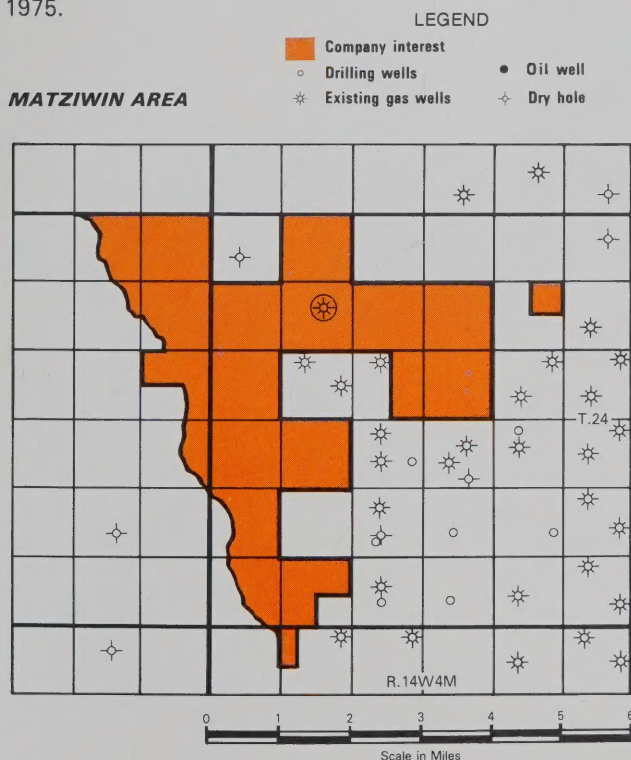 1975.
LEGEND
Company interest
Drilling wells
Oil well
MATZIWIN AREA
Existing gas wells
Dry hole
T.24
R.14W4M
0 1 2 3 4 5 6
Scale in Miles